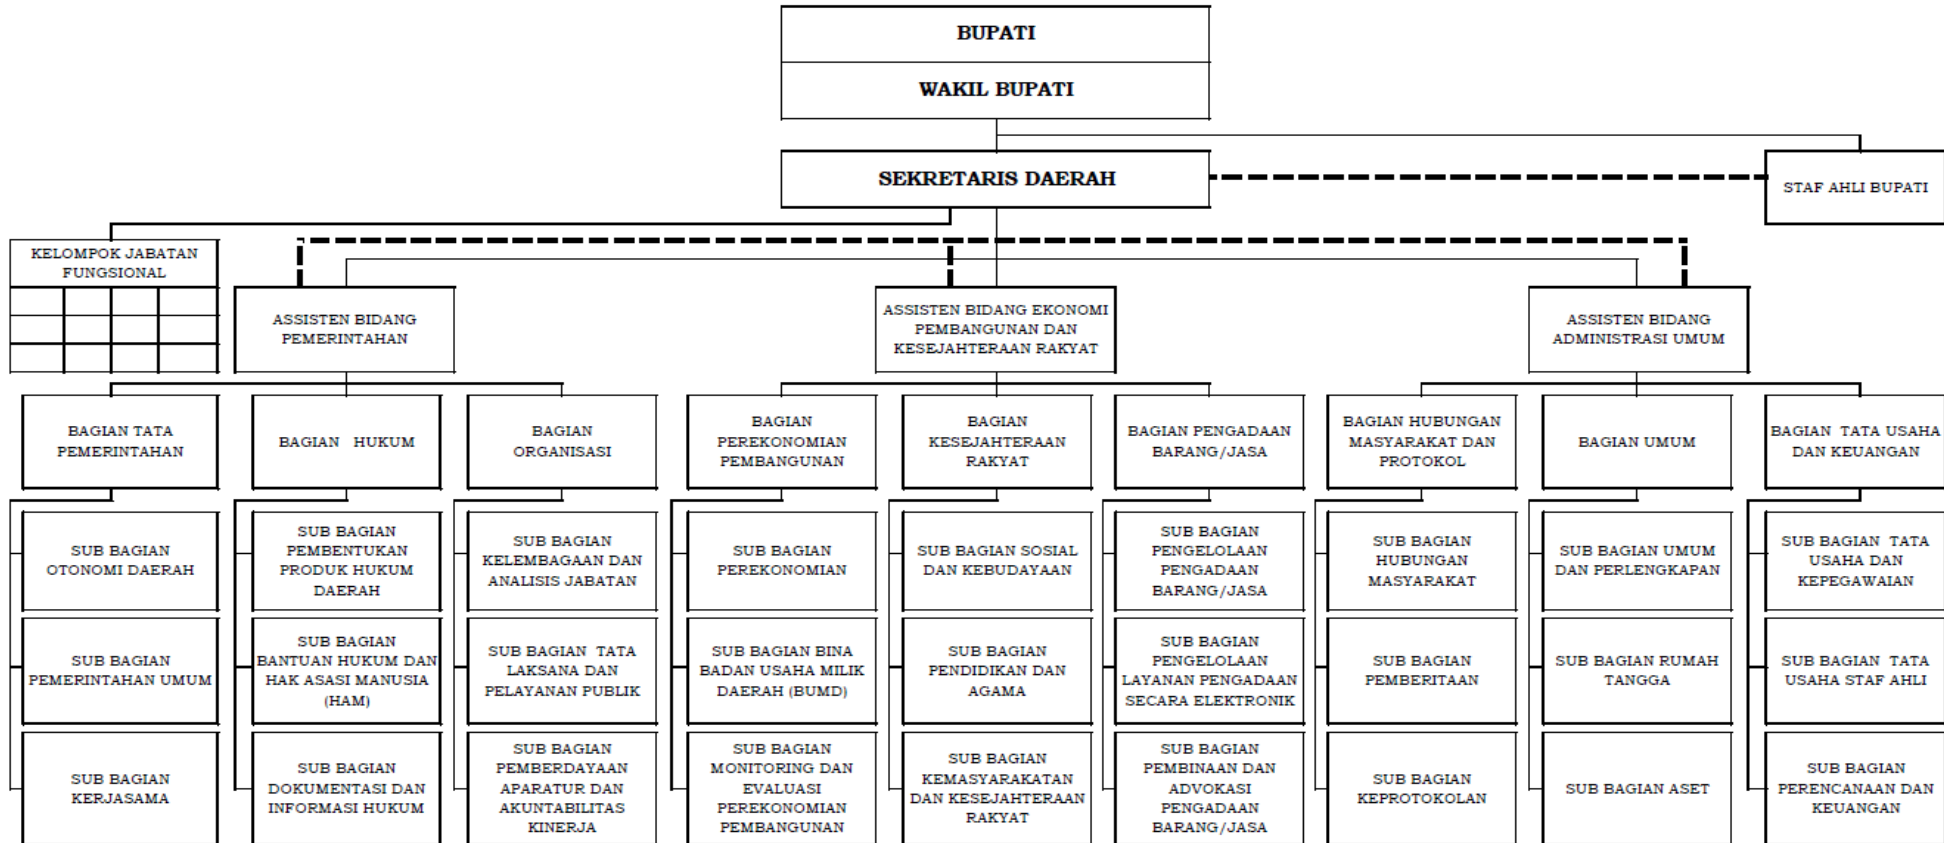 BUPATI
WAKIL BUPATI
SEKRETARIS DAERAH
STAF AHLI BUPATI
KELOMPOK JABATAN
FUNGSIONAL
ASSISTEN BIDANG
PEMERINTAHAN
ASSISTEN BIDANG EKONOMI
PEMBANGUNAN DAN
KESEJAHTERAAN RAKYAT
ASSISTEN BIDANG
ADMINISTRASI UMUM
BAGIAN TATA
PEMERINTAHAN
BAGIAN HUKUM
BAGIAN
ORGANISASI
BAGIAN
PEREKONOMIAN
PEMBANGUNAN
BAGIAN
KESEJAHTERAAN
RAKYAT
BAGIAN PENGADAAN
BARANG/JASA
BAGIAN HUBUNGAN
MASYARAKAT DAN
PROTOKOL
BAGIAN UMUM
BAGIAN TATA USAHA
DAN KEUANGAN
SUB BAGIAN
OTONOMI DAERAH
SUB BAGIAN
PEMBENTUKAN
PRODUK HUKUM
DAERAH
SUB BAGIAN
KELEMBAGAAN DAN
ANALISIS JABATAN
SUB BAGIAN
PEREKONOMIAN
SUB BAGIAN SOSIAL
DAN KEBUDAYAAN
SUB BAGIAN
PENGELOLAAN
PENGADAAN
BARANG/JASA
SUB BAGIAN
HUBUNGAN
MASYARAKAT
SUB BAGIAN UMUM
DAN PERLENGKAPAN
SUB BAGIAN TATA
USAHA DAN
KEPEGAWAIAN
SUB BAGIAN
PEMERINTAHAN UMUM
SUB BAGIAN
BANTUAN HUKUM DAN
HAK ASASI MANUSIA
(HAM)
SUB BAGIAN TATA
LAKSANA DAN
PELAYANAN PUBLIK
SUB BAGIAN BINA
BADAN USAHA MILIK
DAERAH (BUMD)
SUB BAGIAN
PENDIDIKAN DAN
AGAMA
SUB BAGIAN
PENGELOLAAN
LAYANAN PENGADAAN
SECARA ELEKTRONIK
SUB BAGIAN
PEMBERITAAN
SUB BAGIAN RUMAH
TANGGA
SUB BAGIAN TATA
USAHA STAF AHLI
SUB BAGIAN
KERJASAMA
SUB BAGIAN
DOKUMENTASI DAN
INFORMASI HUKUM
SUB BAGIAN
PEMBERDAYAAN
APARATUR DAN
AKUNTABILITAS
KINERJA
SUB BAGIAN
MONITORING DAN
EVALUASI
PEREKONOMIAN
PEMBANGUNAN
SUB BAGIAN
KEMASYARAKATAN
DAN KESEJAHTERAAN
RAKYAT
SUB BAGIAN
PEMBINAAN DAN
ADVOKASI
PENGADAAN
BARANG/JASA
SUB BAGIAN
KEPROTOKOLAN
SUB BAGIAN ASET
SUB BAGIAN
PERENCANAAN DAN
KEUANGAN